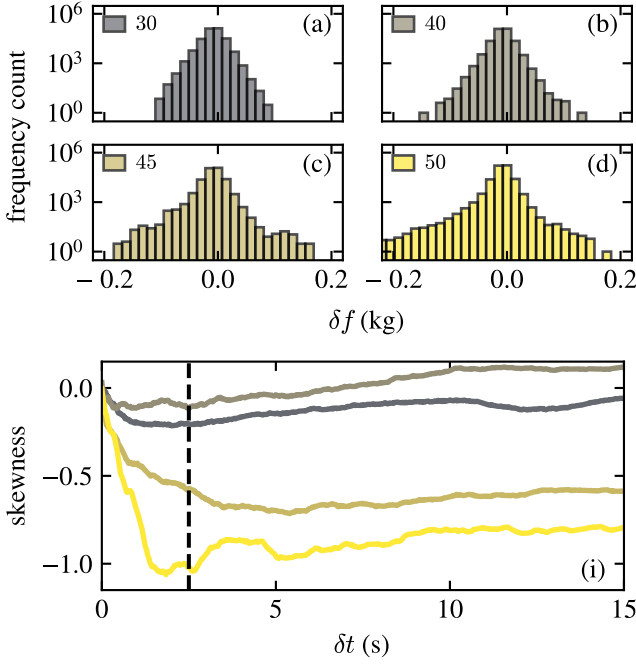 10⁶
10³
10⁰
30
(a)
40
(b)
frequency count
10⁶
10³
10⁰
45
(c)
50
(d)
−0.2
0.0
0.2
−0.2
0.0
0.2
δf (kg)
0.0
−0.5
−1.0
skewness
(i)
0
5
10
15
δt (s)